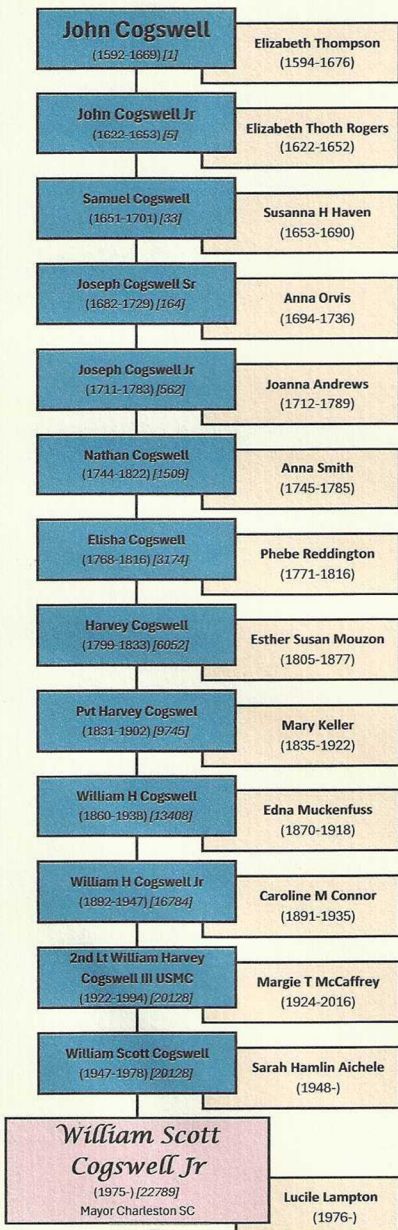 John Cogswell
(1592-1669) [1]
Elizabeth Thompson
(1594-1676)
John Cogswell Jr
(1622-1653) [5]
Elizabeth Thoth Rogers
(1622-1652)
Samuel Cogswell
(1651-1701) [33]
Susanna H Haven
(1653-1690)
Joseph Cogswell Sr
(1682-1729) [164]
Anna Orvis
(1694-1736)
Joseph Cogswell Jr
(1711-1783) [562]
Joanna Andrews
(1712-1789)
Nathan Cogswell
(1744-1822) [1509]
Anna Smith
(1745-1785)
Elisha Cogswell
(1768-1816) [3174]
Phebe Reddington
(1771-1816)
Harvey Cogswell
(1799-1833) [6052]
Esther Susan Mouzon
(1805-1877)
Pvt Harvey Cogswel
(1831-1902) [9745]
Mary Keller
(1835-1922)
William H Cogswell
(1860-1938) [13408]
Edna Muckenfuss
(1870-1918)
William H Cogswell Jr
(1892-1947) [16784]
Caroline M Connor
(1891-1935)
2nd Lt William Harvey
Cogswell III USMC
(1922-1994) [20128]
Margie T McCaffrey
(1924-2016)
William Scott Cogswell
(1947-1978) [20128]
Sarah Hamlin Aichele
(1948-)
William Scott
Cogswell Jr
(1975-) [22789]
Mayor Charleston SC
Lucile Lampton
(1976-)